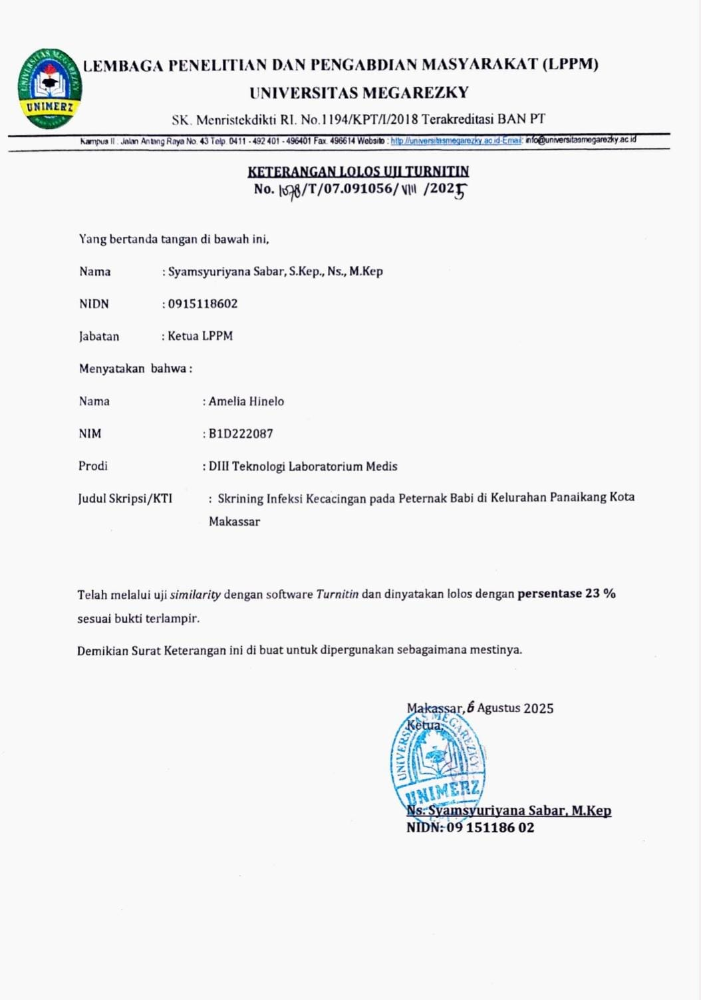 UNIVERSITAS MEGAREZKY
UNIMERZ
LEMBAGA PENELITIAN DAN PENGABDIAN MASYARAKAT (LPPM)
UNIVERSITAS MEGAREZKY
SK. Menristekdikti RI. No.1194/KPT/I/2018 Terakreditasi BAN PT
Kampus II : Jalan Antang Raya No. 43 Telp. 0411 - 492 401 - 496401 Fax. 496614 Website : http://universitasmegarezky.ac.id-Email: info@universitasmegarezky.ac.id
KETERANGAN LOLOS UJI TURNITIN
No. 1078/T/07.091056/ VIII /2025
Yang bertanda tangan di bawah ini,
Nama : Syamsyuriyana Sabar, S.Kep., Ns., M.Kep
NIDN : 0915118602
Jabatan : Ketua LPPM
Menyatakan bahwa :
Nama : Amelia Hinelo
NIM : B1D222087
Prodi : DIII Teknologi Laboratorium Medis
Judul Skripsi/KTI : Skrining Infeksi Kecacingan pada Peternak Babi di Kelurahan Panaikang Kota
Makassar
Telah melalui uji similarity dengan software Turnitin dan dinyatakan lolos dengan persentase 23 %
sesuai bukti terlampir.
Demikian Surat Keterangan ini di buat untuk dipergunakan sebagaimana mestinya.
Makassar, 6 Agustus 2025
Ketua,
UNIVERSITAS MEGAREZKY
UNIMERZ
Ns. Syamsyuriyana Sabar, M.Kep
NIDN: 09 151186 02